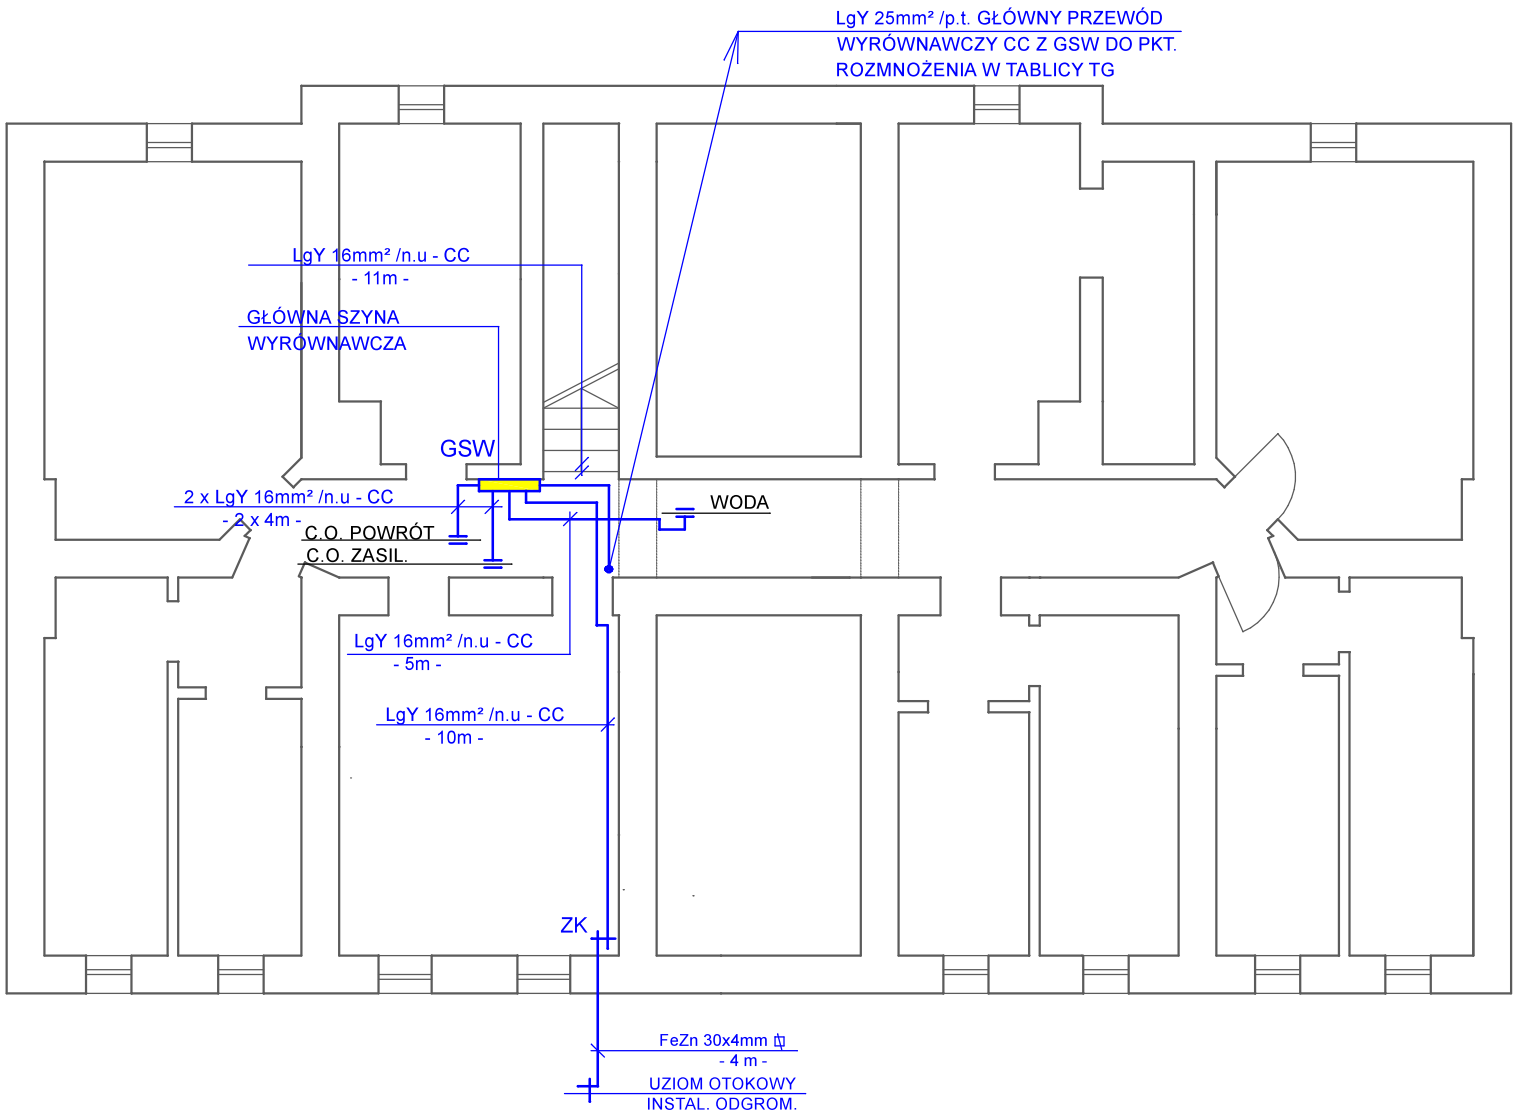 LgY 25mm² /p.t. GŁÓWNY PRZEWÓD
WYRÓWNAWCZY CC Z GSW DO PKT.
ROZMNOŻENIA W TABLICY TG
LgY 16mm² /n.u - CC
- 11m -
GŁÓWNA SZYNA
WYRÓWNAWCZA
GSW
2 x LgY 16mm² /n.u - CC
- 2 x 4m -
WODA
C.O. POWRÓT
C.O. ZASIL.
LgY 16mm² /n.u - CC
- 5m -
LgY 16mm² /n.u - CC
- 10m -
ZK
FeZn 30x4mm
- 4 m -
UZIOM OTOKOWY
INSTAL. ODGROM.